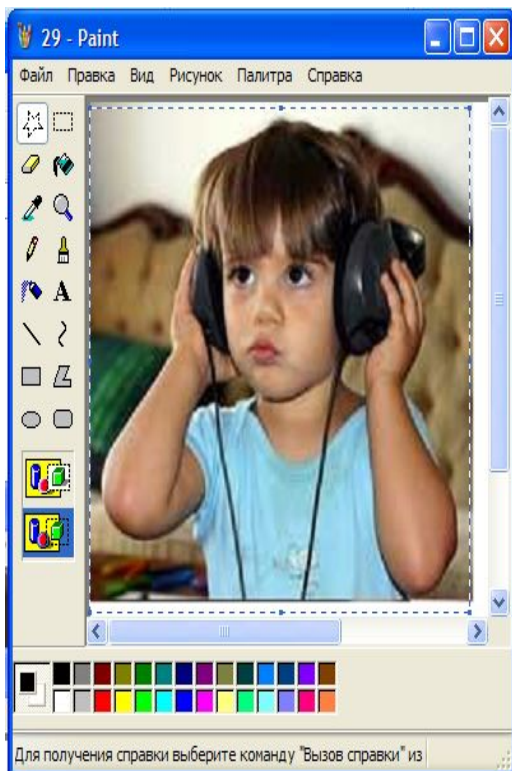 29 - Paint
Файл Правка Вид Рисунок Палитра Справка
A
Для получения справки выберите команду "Вызов справки" из